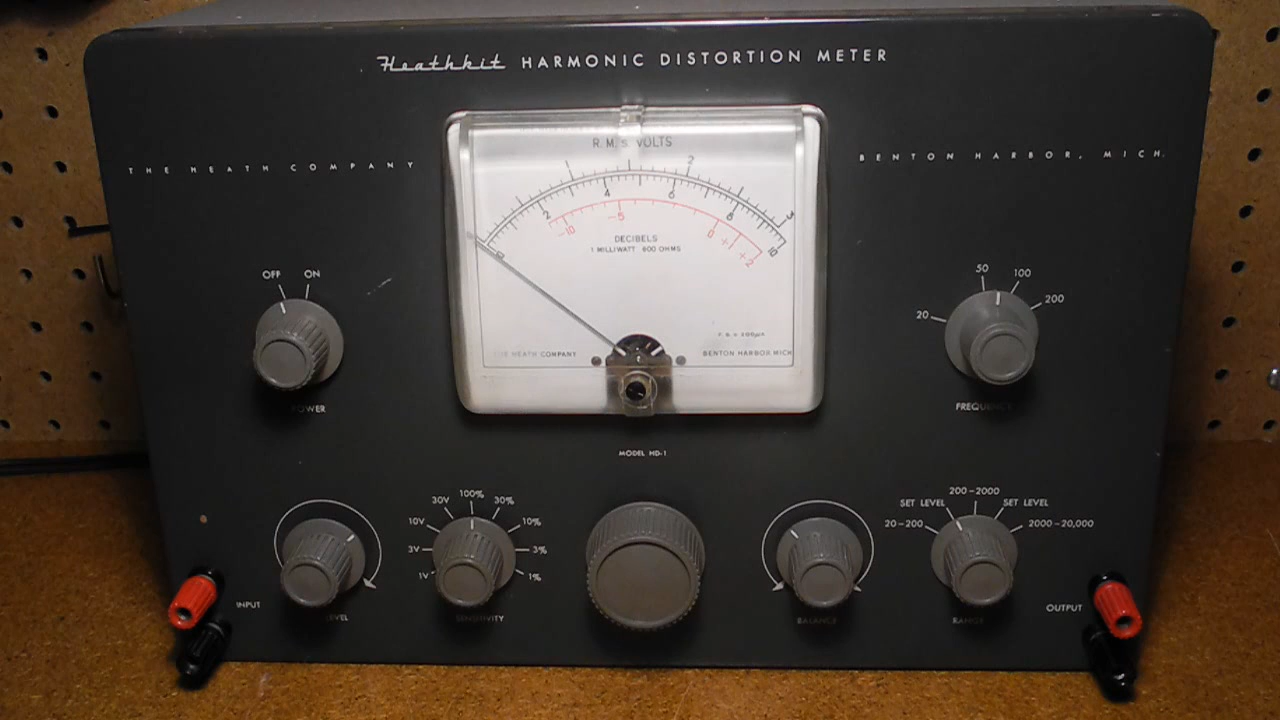 Heathkit HARMONIC DISTORTION METER
THE HEATH COMPANY
BENTON HARBOR, MICH.
R.M.S. VOLTS
1 2 3
0 2 4 6 8 10
-10 -5 0 +1 +2
DECIBELS
1 MILLIWATT 600 OHMS
THE HEATH COMPANY
BENTON HARBOR MICH
OFF ON
POWER
20 50 100 200
FREQUENCY
MODEL HD-1
LEVEL
1V 3V 10V 30V 100% 30% 10% 3% 1%
SENSITIVITY
BALANCE
20-200 SET LEVEL 200-2000 SET LEVEL 2000-20,000
RANGE
INPUT
OUTPUT